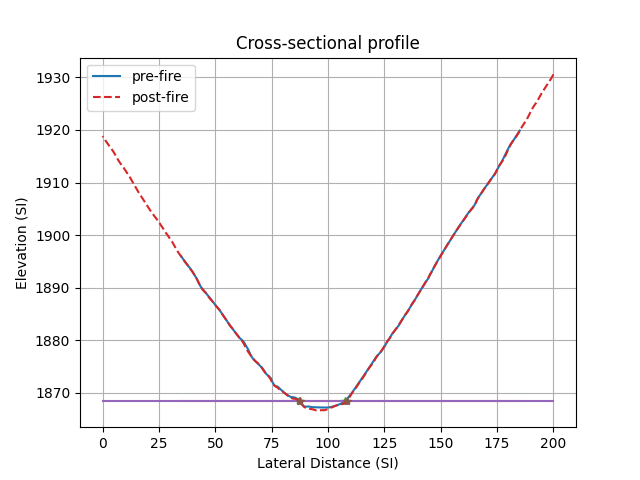 Cross-sectional profile
pre-fire
post-fire
1930
1920
1910
1900
1890
1880
1870
Elevation (SI)
0 25 50 75 100 125 150 175 200
Lateral Distance (SI)